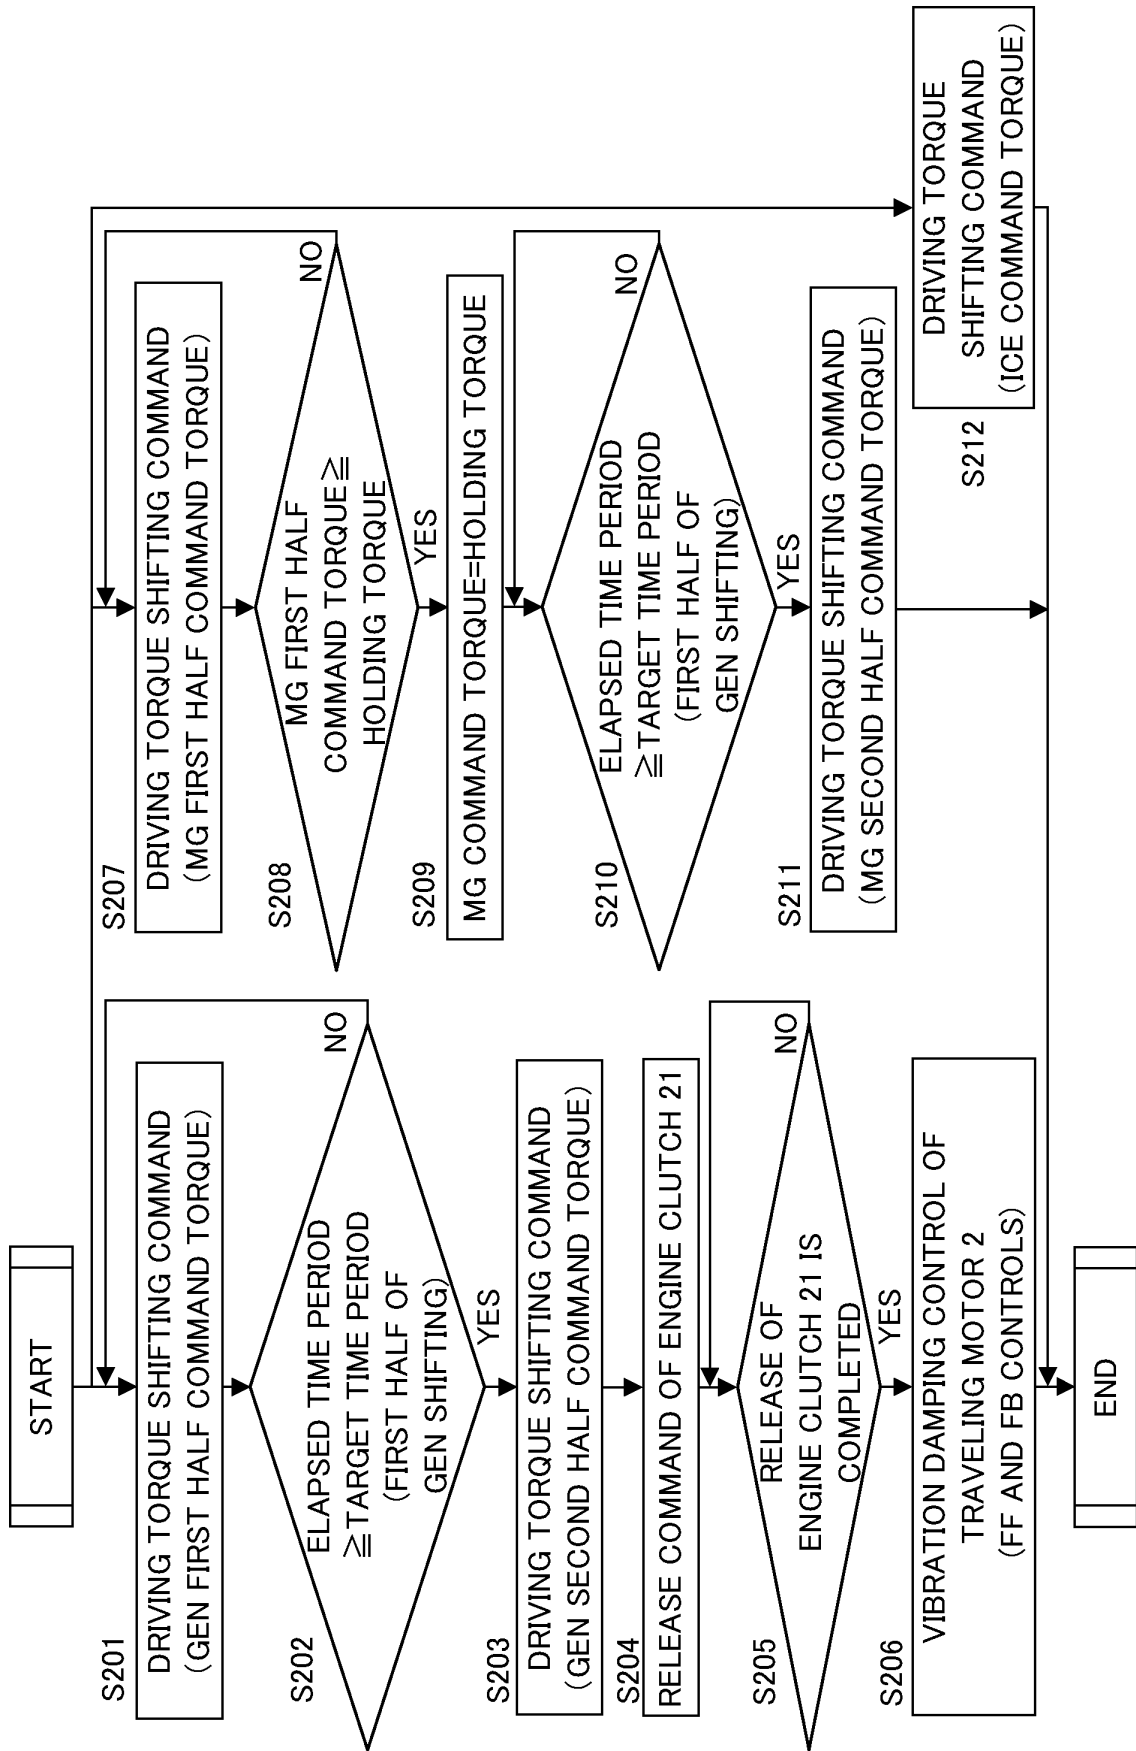 START
S201
DRIVING TORQUE SHIFTING COMMAND
(GEN FIRST HALF COMMAND TORQUE)
S202
ELAPSED TIME PERIOD
≧TARGET TIME PERIOD
(FIRST HALF OF
GEN SHIFTING)
NO
YES
S203
DRIVING TORQUE SHIFTING COMMAND
(GEN SECOND HALF COMMAND TORQUE)
S204
RELEASE COMMAND OF ENGINE CLUTCH 21
S205
RELEASE OF
ENGINE CLUTCH 21 IS
COMPLETED
NO
YES
S206
VIBRATION DAMPING CONTROL OF
TRAVELING MOTOR 2
(FF AND FB CONTROLS)
END
S207
DRIVING TORQUE SHIFTING COMMAND
(MG FIRST HALF COMMAND TORQUE)
S208
MG FIRST HALF
COMMAND TORQUE≧
HOLDING TORQUE
NO
YES
S209
MG COMMAND TORQUE=HOLDING TORQUE
S210
ELAPSED TIME PERIOD
≧TARGET TIME PERIOD
(FIRST HALF OF
GEN SHIFTING)
NO
YES
S211
DRIVING TORQUE SHIFTING COMMAND
(MG SECOND HALF COMMAND TORQUE)
S212
DRIVING TORQUE
SHIFTING COMMAND
(ICE COMMAND TORQUE)